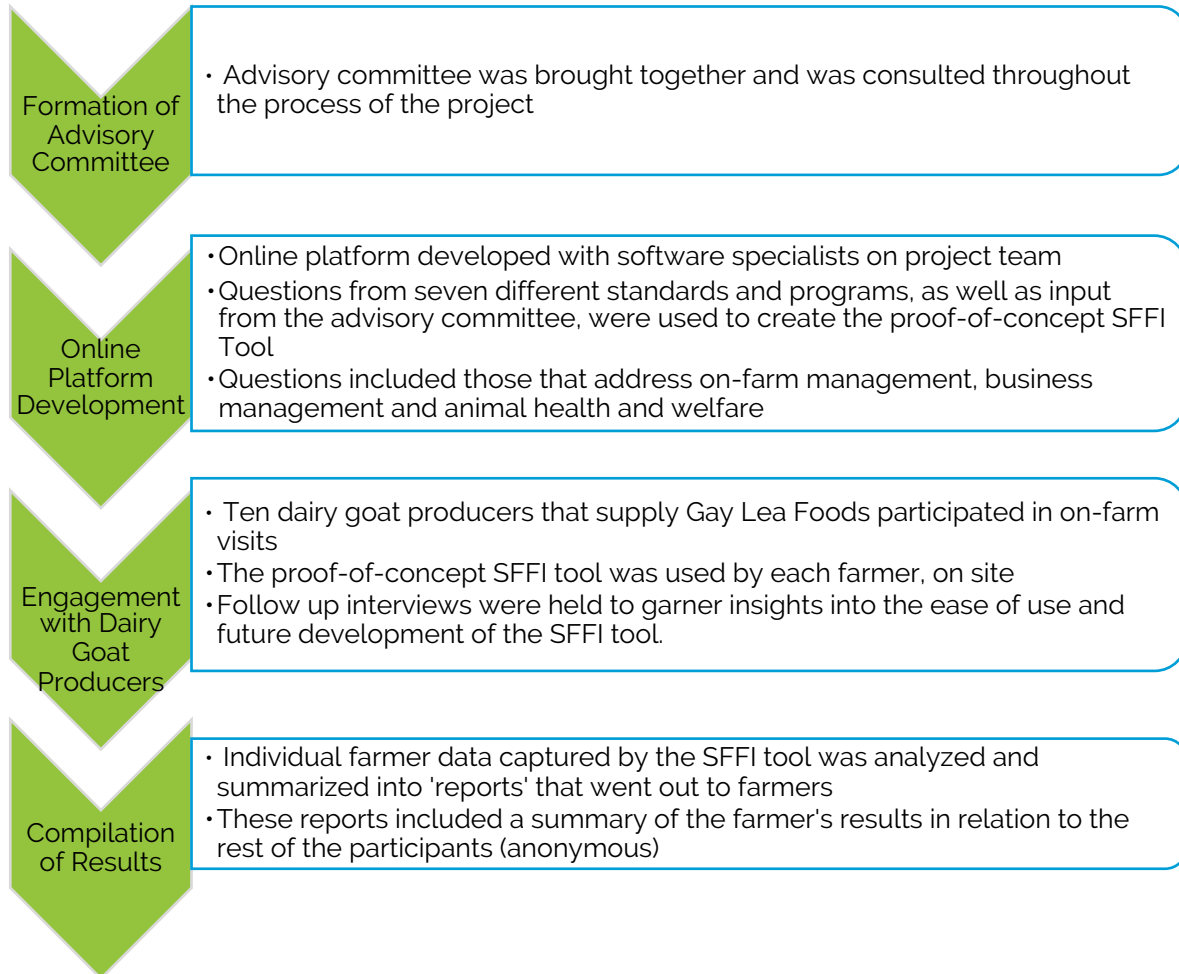 Formation of
Advisory
Committee
• Advisory committee was brought together and was consulted throughout
the process of the project
Online
Platform
Development
•Online platform developed with software specialists on project team
•Questions from seven different standards and programs, as well as input
from the advisory committee, were used to create the proof-of-concept SFFI
Tool
•Questions included those that address on-farm management, business
management and animal health and welfare
Engagement
with Dairy
Goat
Producers
• Ten dairy goat producers that supply Gay Lea Foods participated in on-farm
visits
•The proof-of-concept SFFI tool was used by each farmer, on site
•Follow up interviews were held to garner insights into the ease of use and
future development of the SFFI tool.
Compilation
of Results
• Individual farmer data captured by the SFFI tool was analyzed and
summarized into 'reports' that went out to farmers
•These reports included a summary of the farmer's results in relation to the
rest of the participants (anonymous)